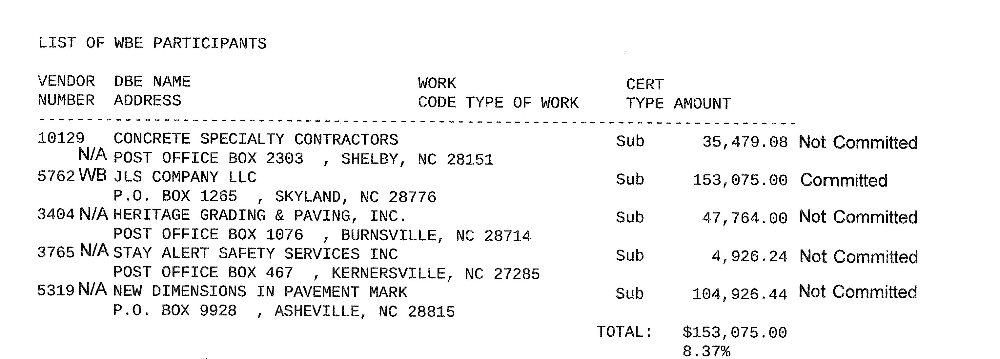 LIST OF WBE PARTICIPANTS
VENDOR DBE NAME WORK CERT
NUMBER ADDRESS CODE TYPE OF WORK TYPE AMOUNT
--------------------------------------------------------------------------------
10129 CONCRETE SPECIALTY CONTRACTORS Sub 35,479.08 Not Committed
N/A POST OFFICE BOX 2303 , SHELBY, NC 28151
5762 WB JLS COMPANY LLC Sub 153,075.00 Committed
P.O. BOX 1265 , SKYLAND, NC 28776
3404 N/A HERITAGE GRADING & PAVING, INC. Sub 47,764.00 Not Committed
POST OFFICE BOX 1076 , BURNSVILLE, NC 28714
3765 N/A STAY ALERT SAFETY SERVICES INC Sub 4,926.24 Not Committed
POST OFFICE BOX 467 , KERNERSVILLE, NC 27285
5319 N/A NEW DIMENSIONS IN PAVEMENT MARK Sub 104,926.44 Not Committed
P.O. BOX 9928 , ASHEVILLE, NC 28815
TOTAL: $153,075.00
8.37%